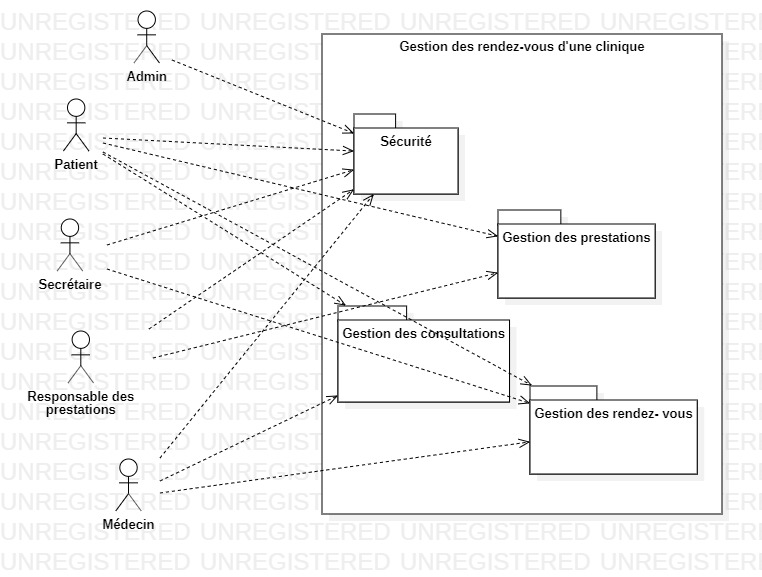 UNREGISTERED UNREGISTERED UNREGISTERED UNREGISTERED
Gestion des rendez-vous d'une clinique
Admin
Sécurité
Patient
Gestion des prestations
Secrétaire
Gestion des consultations
Responsable des
prestations
Gestion des rendez- vous
Médecin